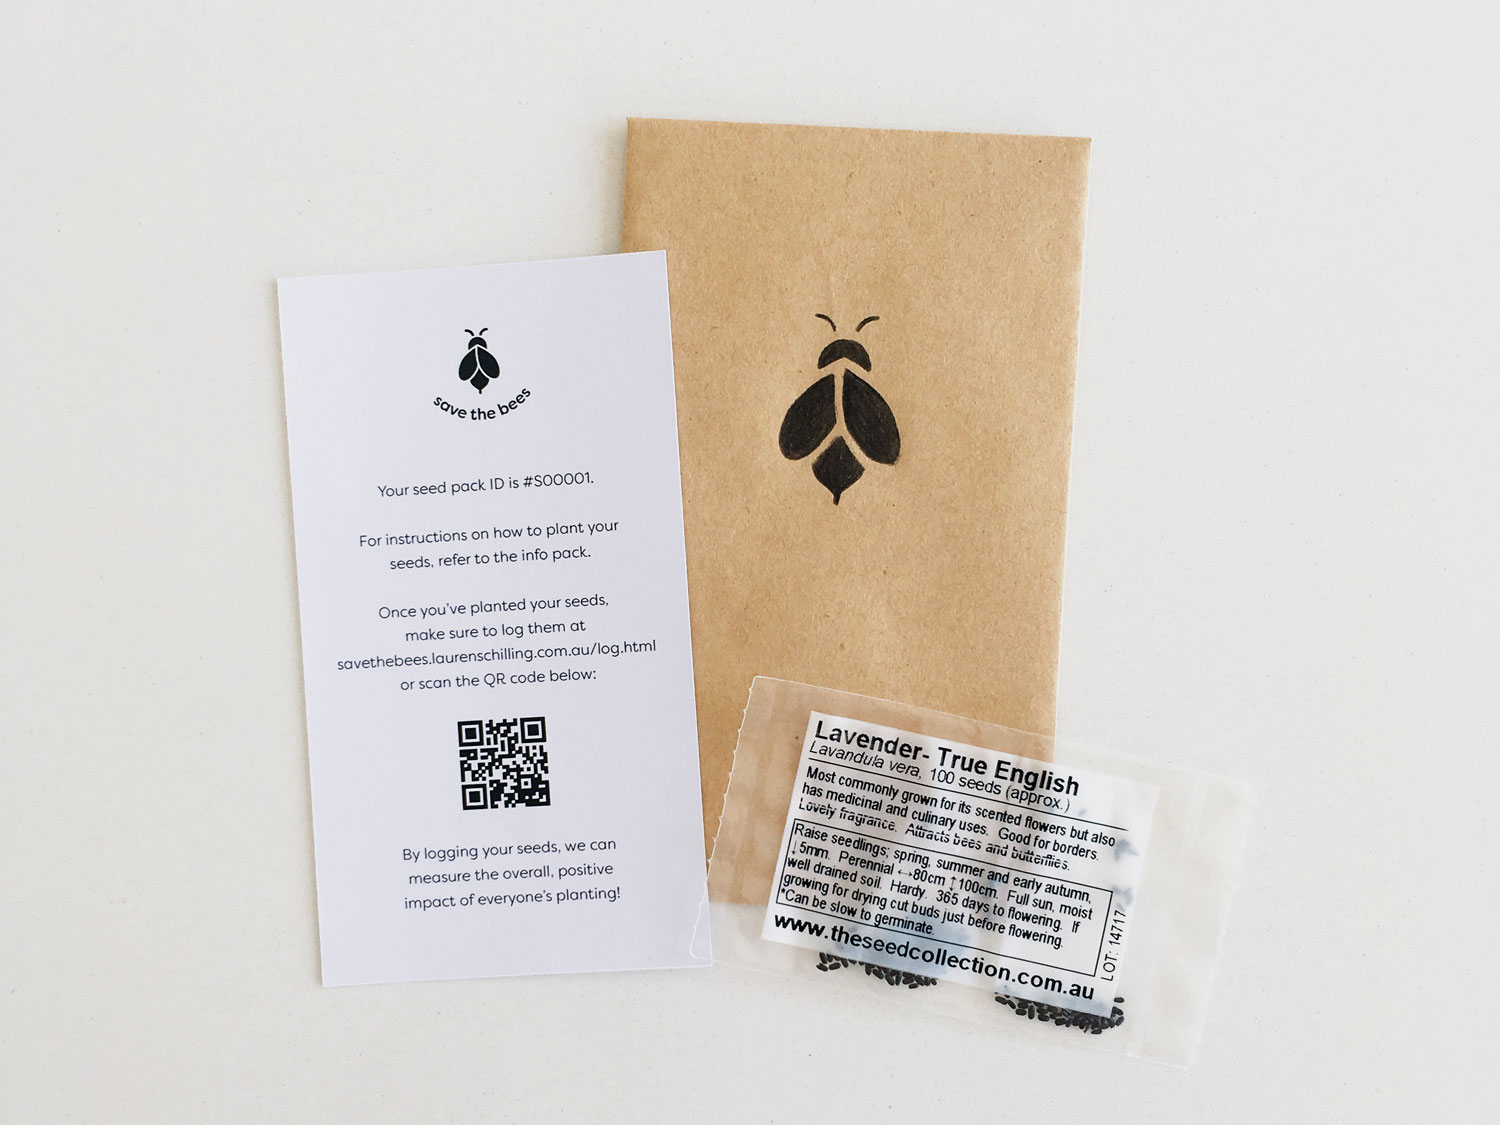 save the bees
Your seed pack ID is #S00001.
For instructions on how to plant your
seeds, refer to the info pack.
Once you've planted your seeds,
make sure to log them at
savethebees.laurenschilling.com.au/log.html
or scan the QR code below:
By logging your seeds, we can
measure the overall, positive
impact of everyone's planting!
Lavender- True English
Lavandula vera, 100 seeds (approx.)
Most commonly grown for its scented flowers but also
has medicinal and culinary uses. Good for borders.
Lovely fragrance. Attracts bees and butterflies.
Raise seedlings; spring, summer and early autumn,
↓5mm. Perennial ↔80cm ↑100cm. Full sun, moist
well drained soil. Hardy. 365 days to flowering. If
growing for drying cut buds just before flowering.
*Can be slow to germinate.
LOT: 14717
www.theseedcollection.com.au